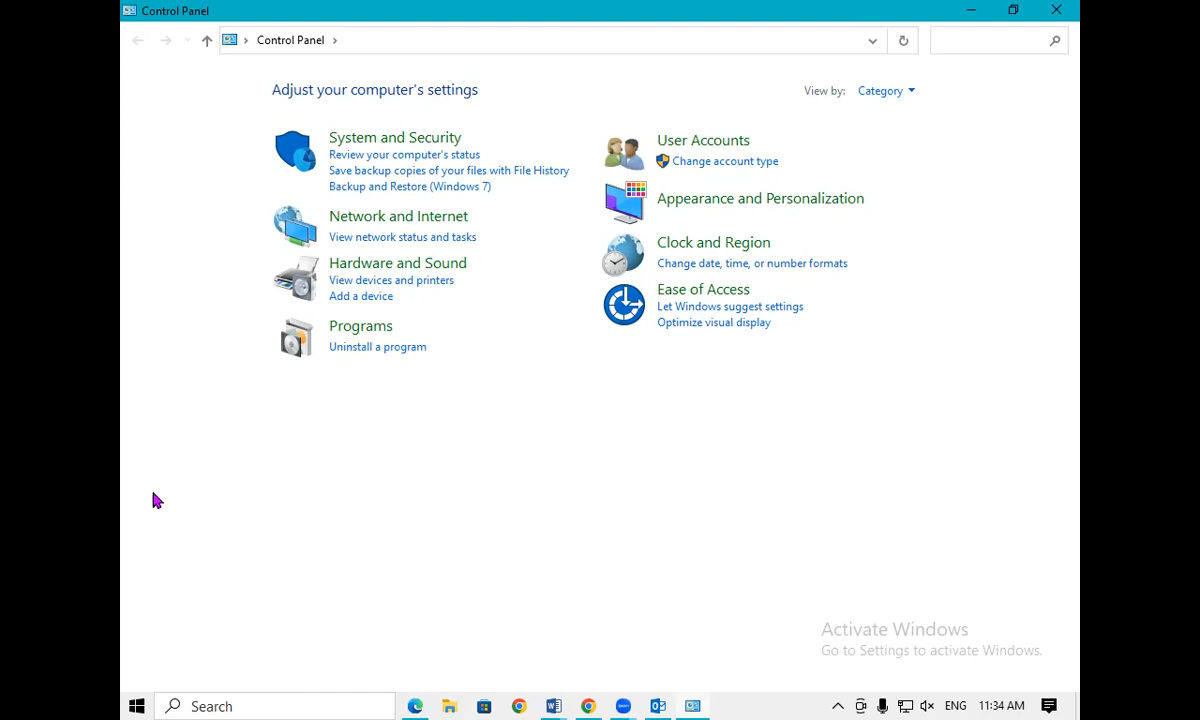 Control Panel
Control Panel
Adjust your computer's settings
View by: Category
System and Security
Review your computer's status
Save backup copies of your files with File History
Backup and Restore (Windows 7)
Network and Internet
View network status and tasks
Hardware and Sound
View devices and printers
Add a device
Programs
Uninstall a program
User Accounts
Change account type
Appearance and Personalization
Clock and Region
Change date, time, or number formats
Ease of Access
Let Windows suggest settings
Optimize visual display
Activate Windows
Go to Settings to activate Windows.
Search
ENG 11:34 AM